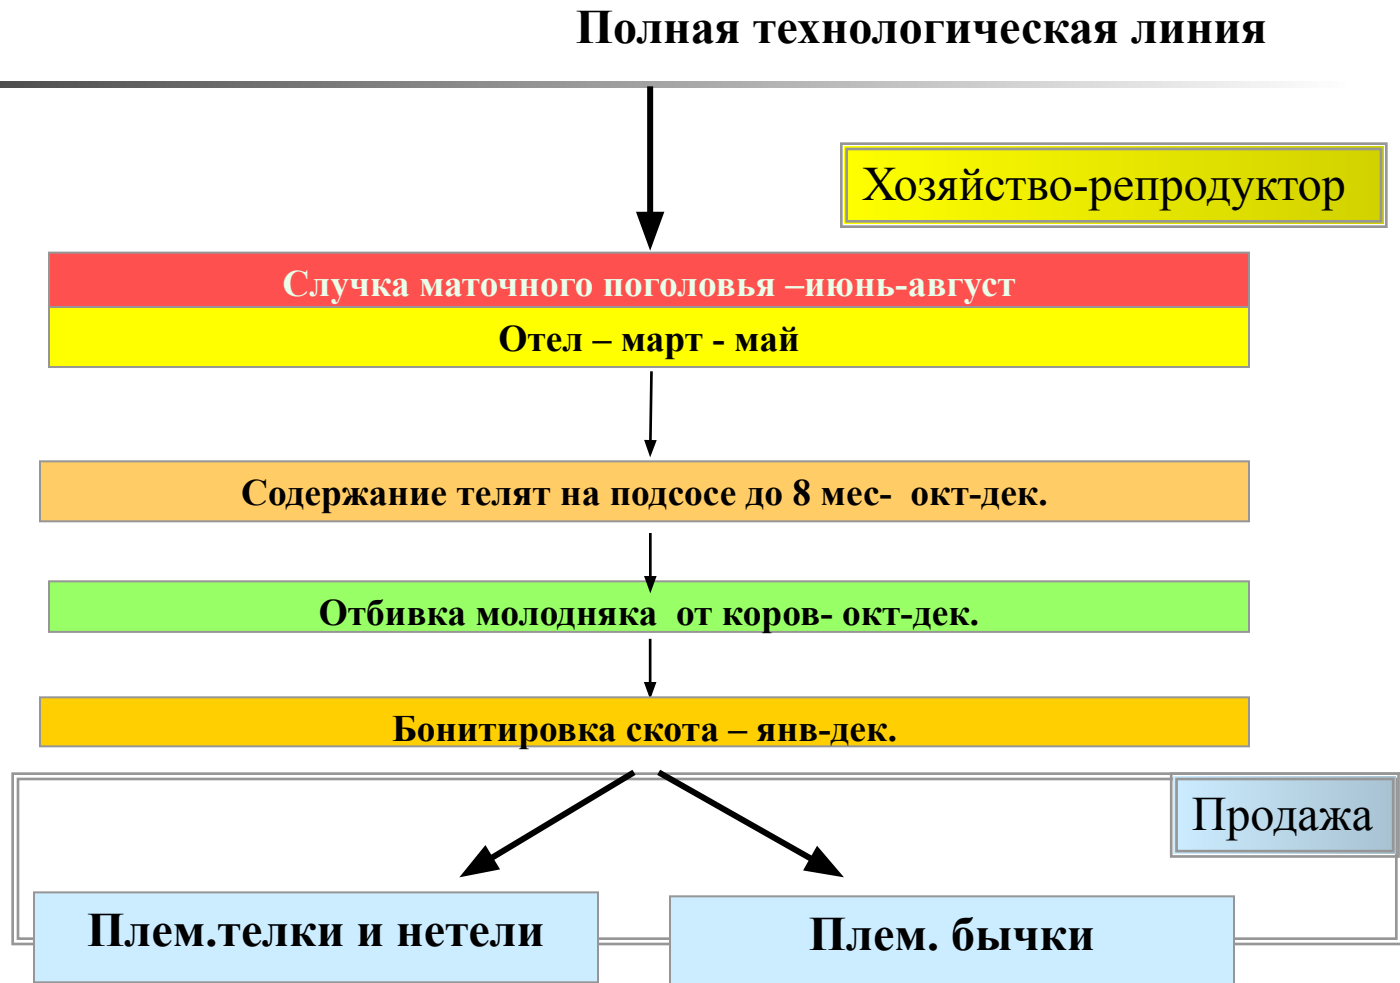 Полная технологическая линия
Хозяйство-репродуктор
Случка маточного поголовья –июнь-август
Отел – март - май
Содержание телят на подсосе до 8 мес- окт-дек.
Отбивка молодняка от коров- окт-дек.
Бонитировка скота – янв-дек.
Продажа
Плем.телки и нетели
Плем. бычки